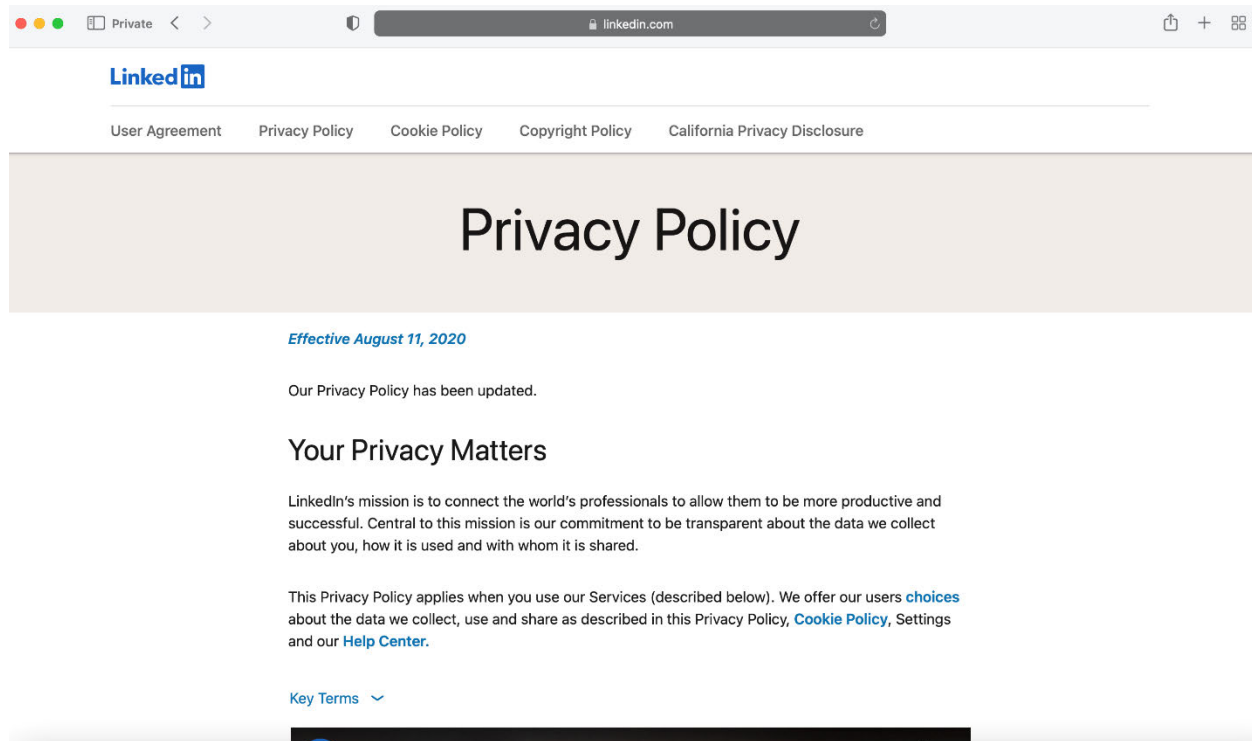 Private
linkedin.com
Linked in
User Agreement Privacy Policy Cookie Policy Copyright Policy California Privacy Disclosure
Privacy Policy
Effective August 11, 2020
Our Privacy Policy has been updated.
Your Privacy Matters
LinkedIn's mission is to connect the world's professionals to allow them to be more productive and
successful. Central to this mission is our commitment to be transparent about the data we collect
about you, how it is used and with whom it is shared.
This Privacy Policy applies when you use our Services (described below). We offer our users choices
about the data we collect, use and share as described in this Privacy Policy, Cookie Policy, Settings
and our Help Center.
Key Terms